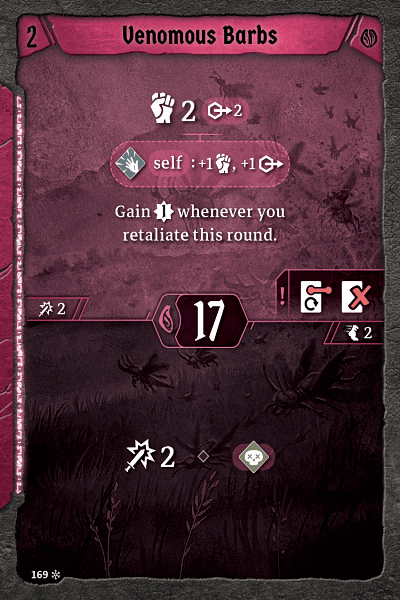 2 Venomous Barbs
2 2
self : +1 , +1
Gain whenever you
retaliate this round.
!
2 17 2
2
169